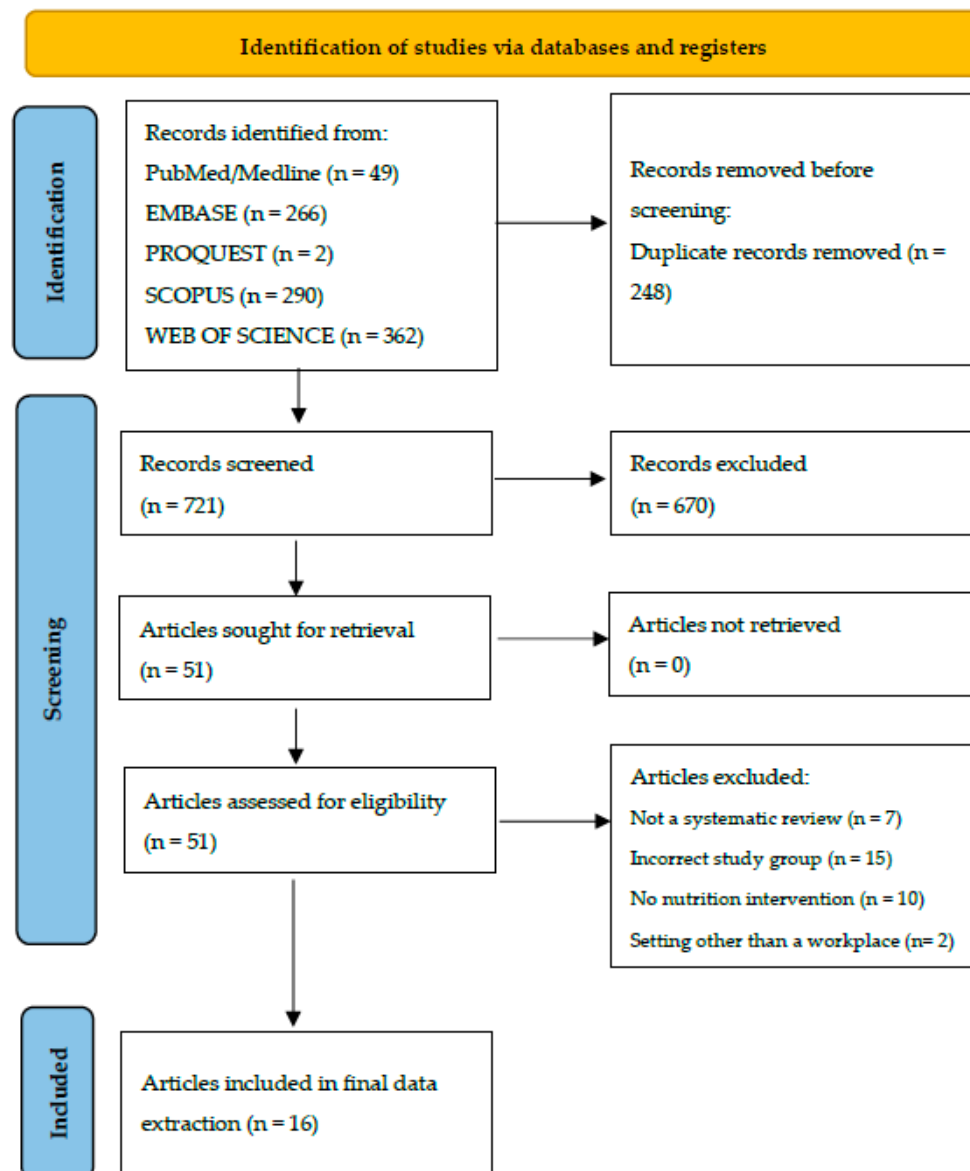 Identification of studies via databases and registers
Identification
Records identified from:
PubMed/Medline (n = 49)
EMBASE (n = 266)
PROQUEST (n = 2)
SCOPUS (n = 290)
WEB OF SCIENCE (n = 362)
Records removed before
screening:
Duplicate records removed (n =
248)
Screening
Records screened
(n = 721)
Records excluded
(n = 670)
Articles sought for retrieval
(n = 51)
Articles not retrieved
(n = 0)
Articles assessed for eligibility
(n = 51)
Articles excluded:
Not a systematic review (n = 7)
Incorrect study group (n = 15)
No nutrition intervention (n = 10)
Setting other than a workplace (n= 2)
Included
Articles included in final data
extraction (n = 16)